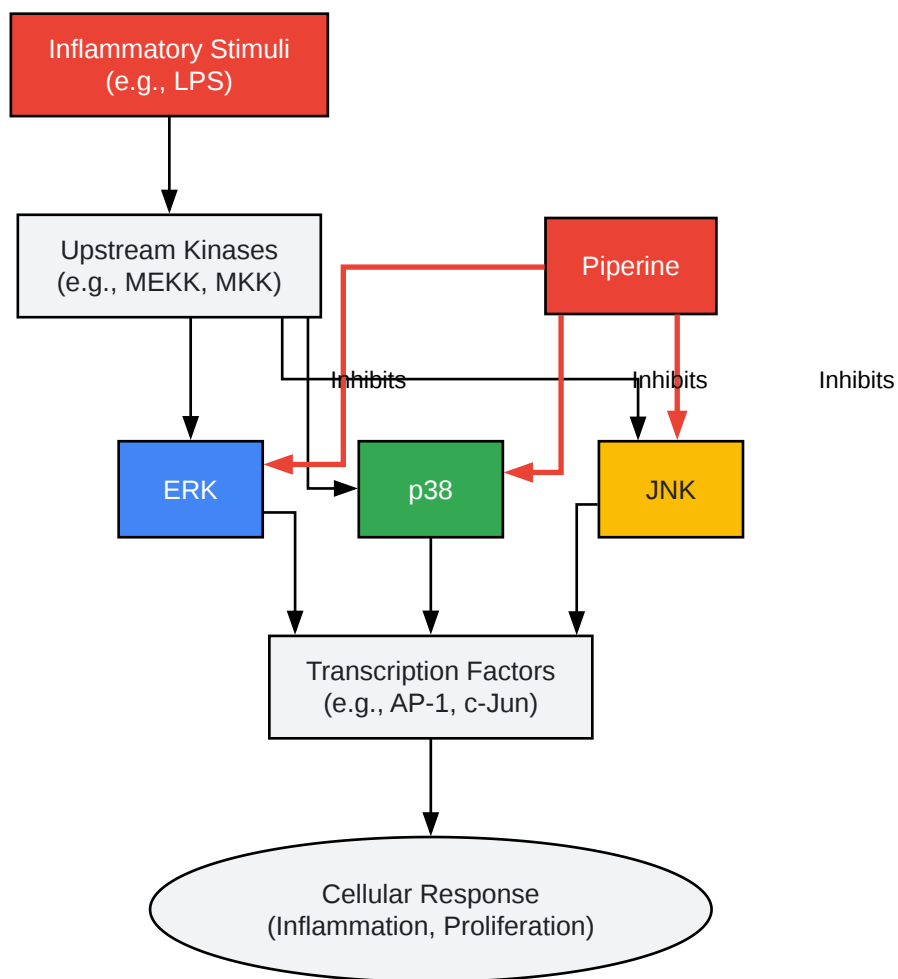 Inflammatory Stimuli
(e.g., LPS)
Upstream Kinases
(e.g., MEKK, MKK)
Piperine
Inhibits
Inhibits
Inhibits
ERK
p38
JNK
Transcription Factors
(e.g., AP-1, c-Jun)
Cellular Response
(Inflammation, Proliferation)